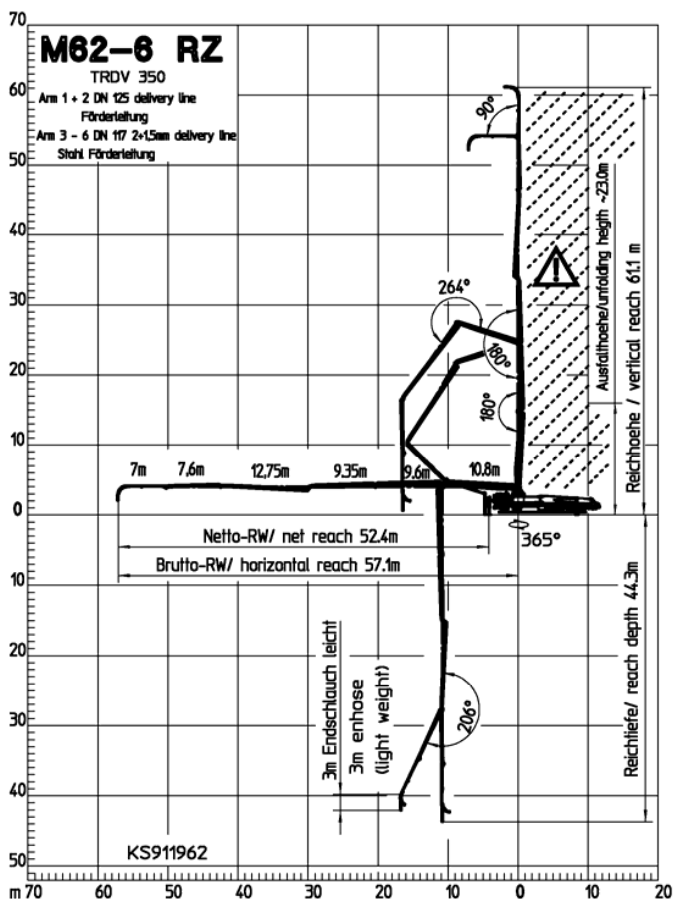 70
M62-6 RZ
TRDV 350
60
Arm 1 + 2 DN 125 delivery line
Förderleitung
Arm 3 - 6 DN 117 2+1,5mm delivery line
Stahl Förderleitung
90°
50
Ausfalthoehe/unfolding heigth ~23.0m
Reichhoehe / vertical reach 61.1 m
40
264°
30
180°
20
180°
10
7m 7,6m 12,75m 9.35m 9.6m 10.8m
0
Netto-RW/ net reach 52.4m
365°
Brutto-RW/ horizontal reach 57.1m
10
Reichtiefe/ reach depth 44.3m
20
3m Endschlauch leicht
3m enhose
(light weight)
206°
30
40
KS911962
50
m 70 60 50 40 30 20 10 0 10 20